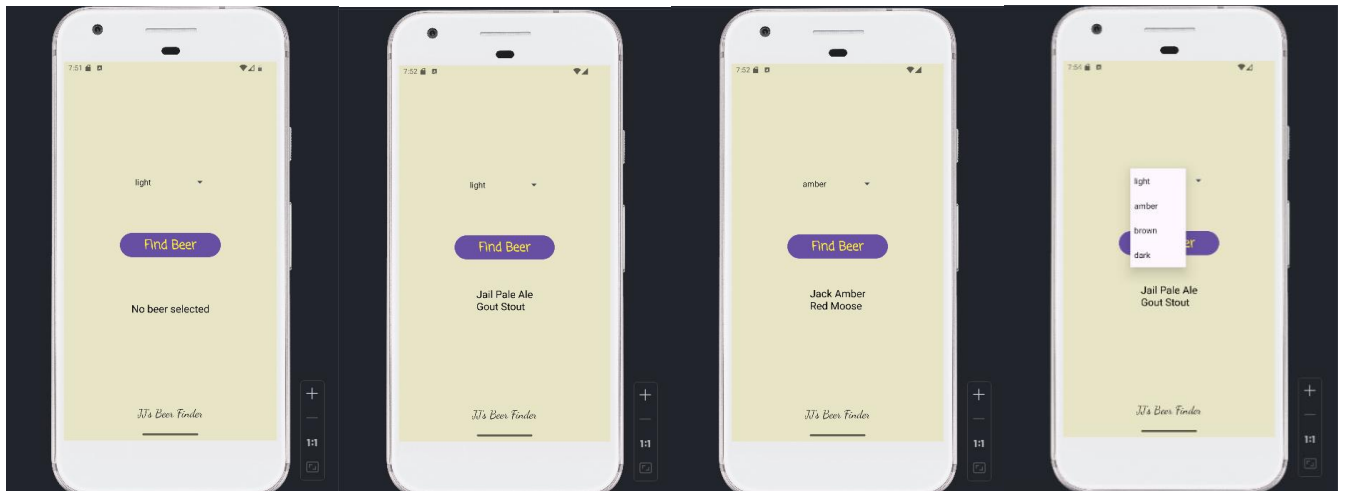 7:51
light
Find Beer
No beer selected
JJ's Beer Finder
1:1
7:52
light
Find Beer
Jail Pale Ale
Gout Stout
JJ's Beer Finder
1:1
7:52
amber
Find Beer
Jack Amber
Red Moose
JJ's Beer Finder
1:1
7:54
light
amber
brown
er
dark
Jail Pale Ale
Gout Stout
JJ's Beer Finder
1:1